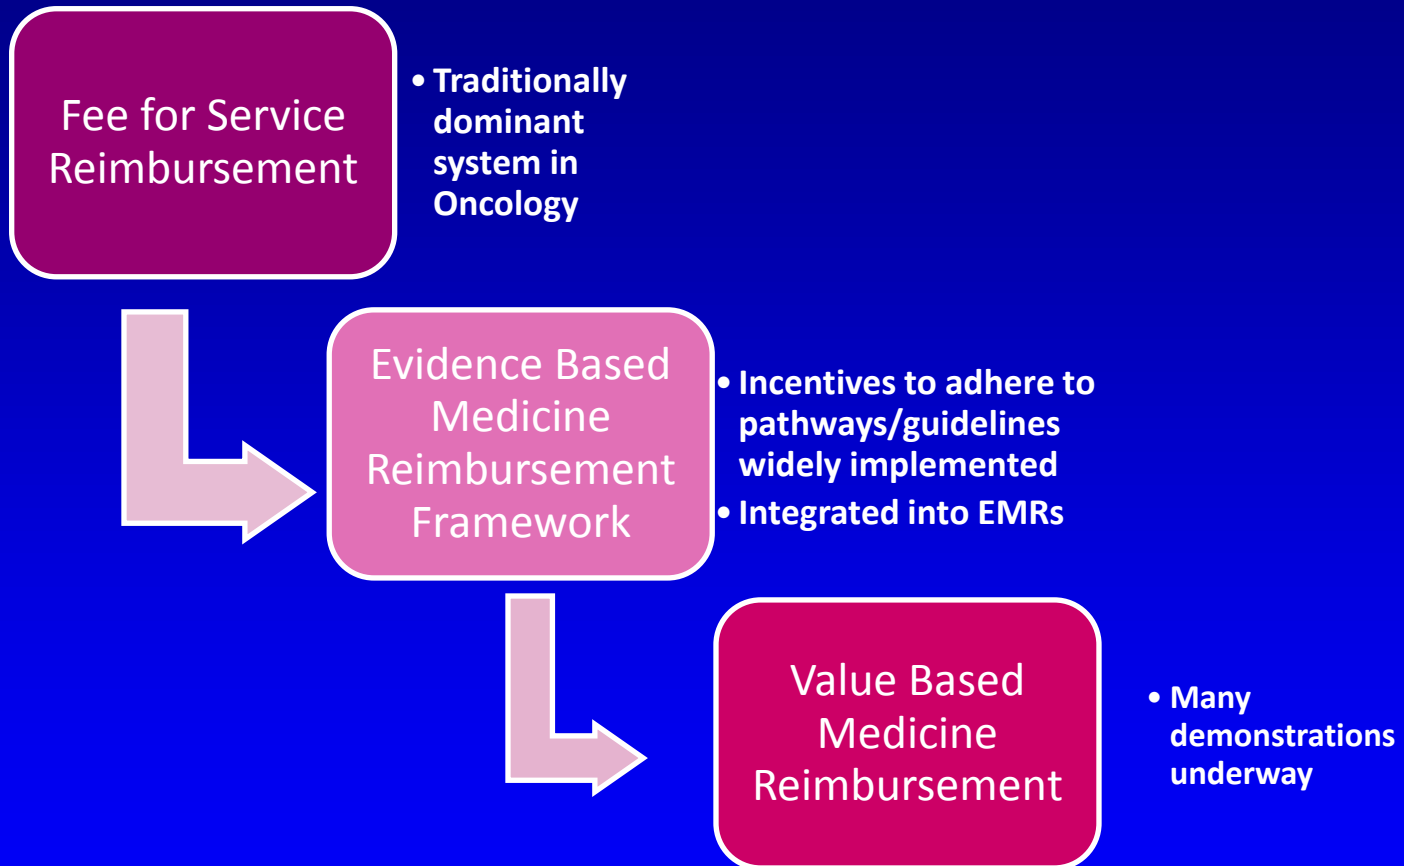 Fee for Service
Reimbursement
• Traditionally
dominant
system in
Oncology
Evidence Based
Medicine
Reimbursement
Framework
• Incentives to adhere to
pathways/guidelines
widely implemented
• Integrated into EMRs
Value Based
Medicine
Reimbursement
• Many
demonstrations
underway